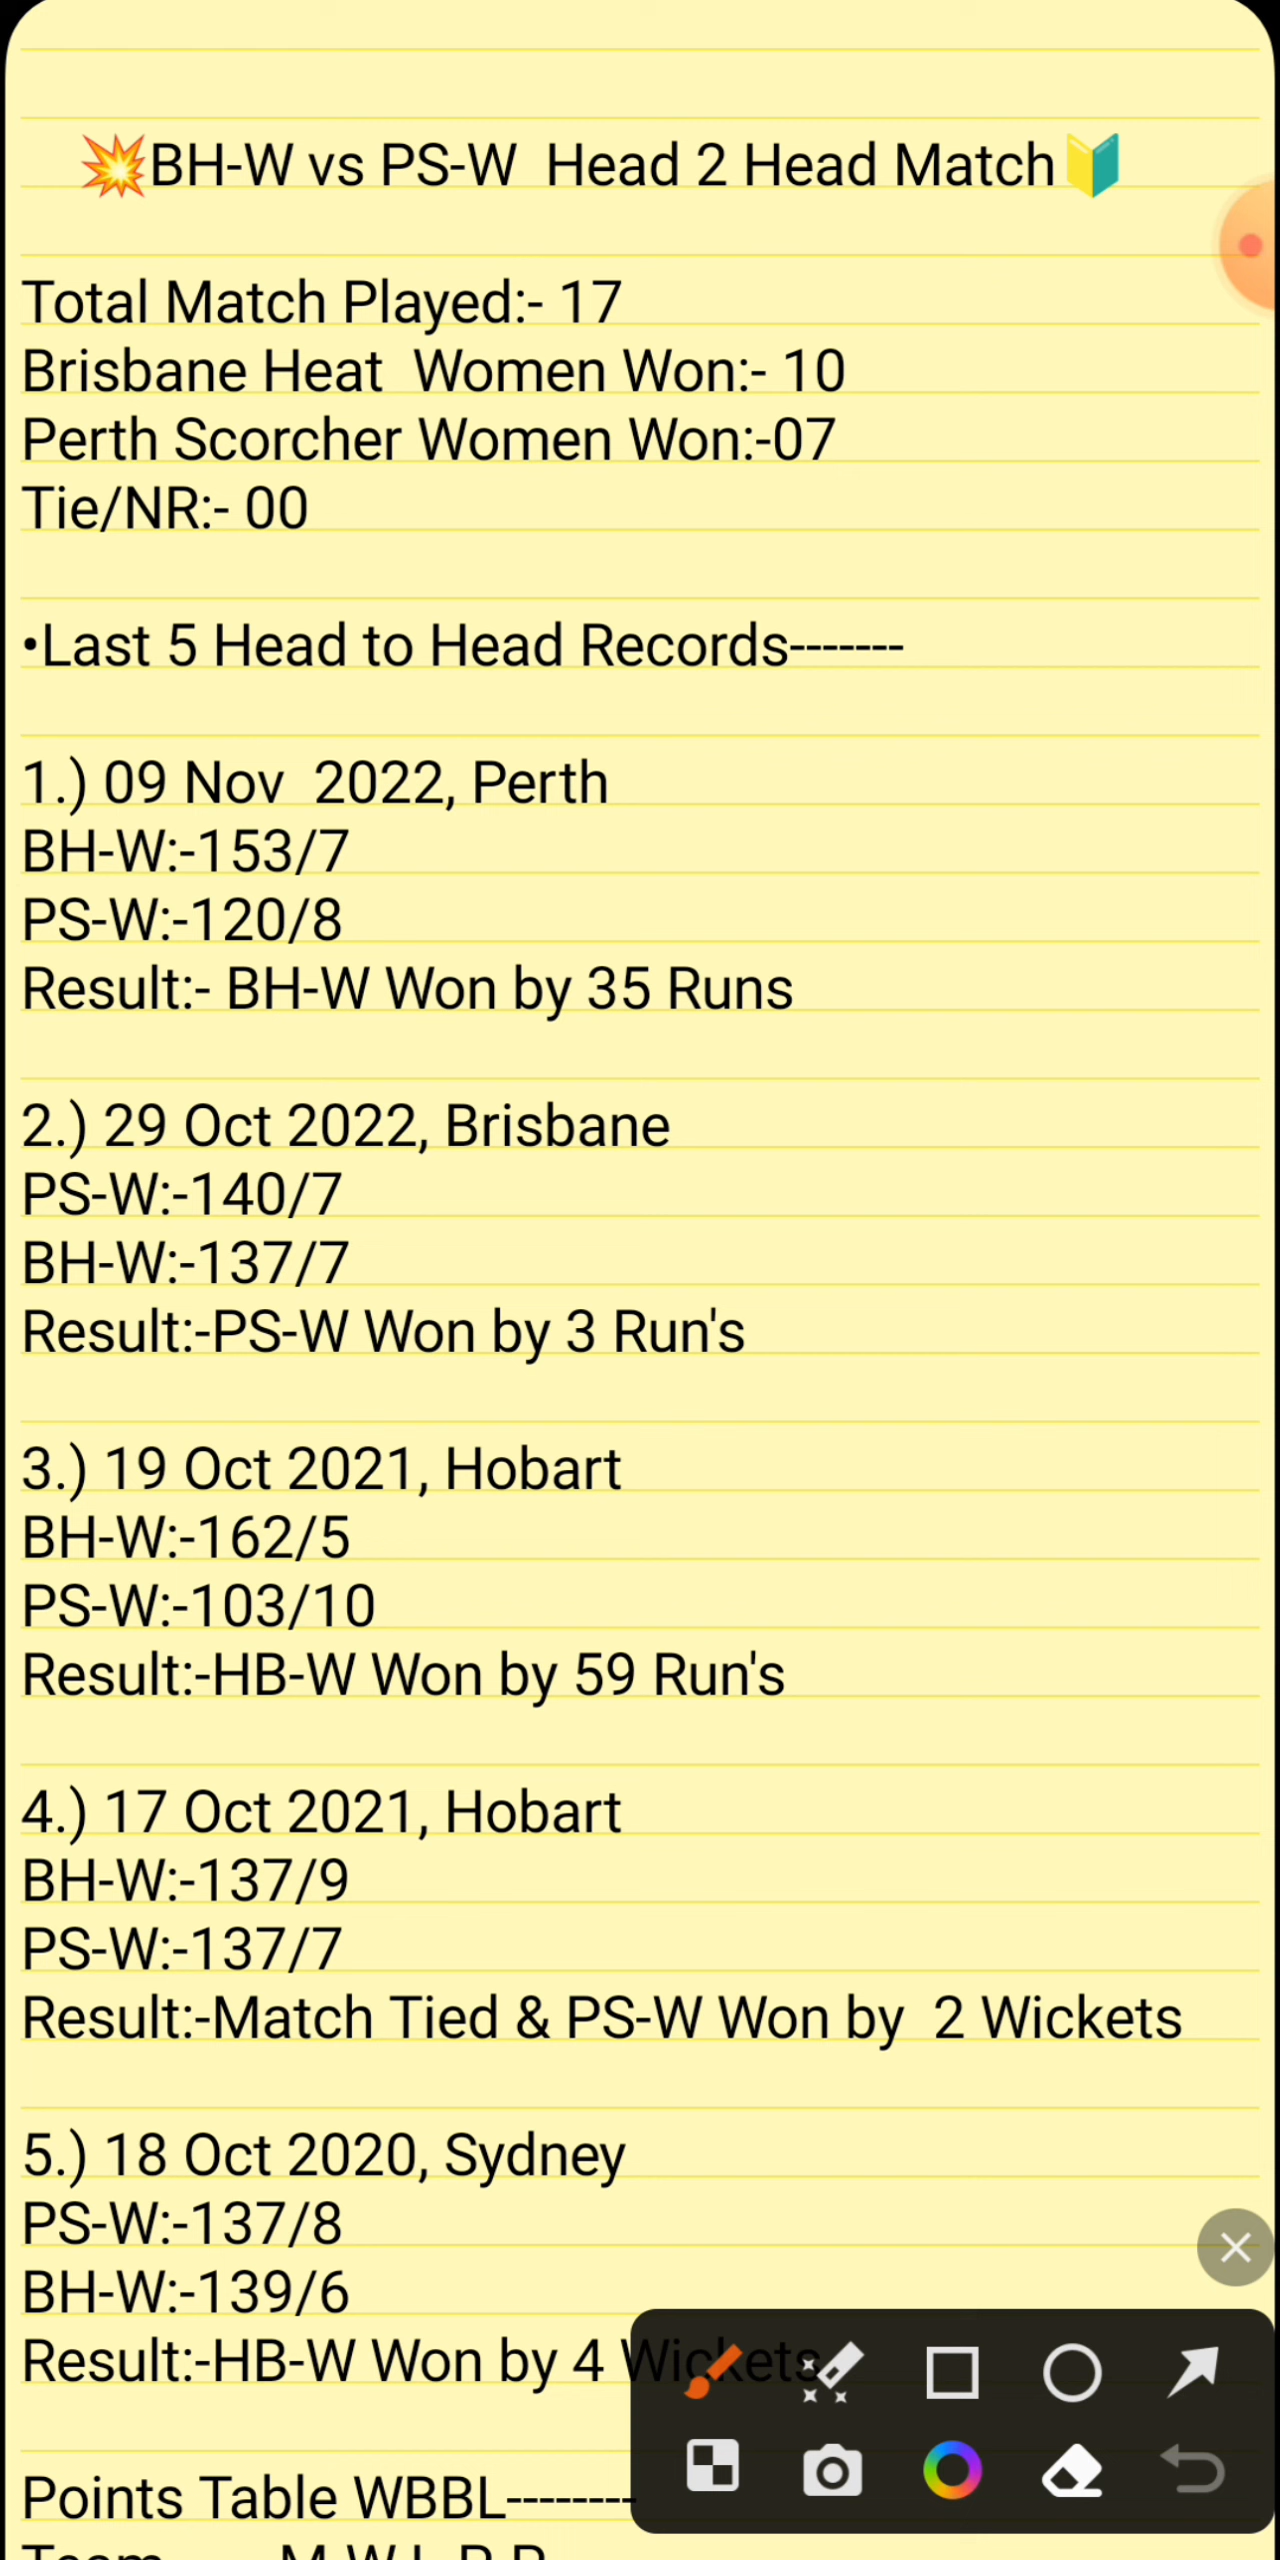 💥BH-W vs PS-W  Head 2 Head Match🔰
Total Match Played:- 17
Brisbane Heat  Women Won:- 10
Perth Scorcher Women Won:-07
Tie/NR:- 00
•Last 5 Head to Head Records-------
1.) 09 Nov  2022, Perth
BH-W:-153/7
PS-W:-120/8
Result:- BH-W Won by 35 Runs
2.) 29 Oct 2022, Brisbane
PS-W:-140/7
BH-W:-137/7
Result:-PS-W Won by 3 Run's
3.) 19 Oct 2021, Hobart
BH-W:-162/5
PS-W:-103/10
Result:-HB-W Won by 59 Run's
4.) 17 Oct 2021, Hobart
BH-W:-137/9
PS-W:-137/7
Result:-Match Tied & PS-W Won by  2 Wickets
5.) 18 Oct 2020, Sydney
PS-W:-137/8
BH-W:-139/6
Result:-HB-W Won by 4 Wickets
Points Table WBBL--------
Team